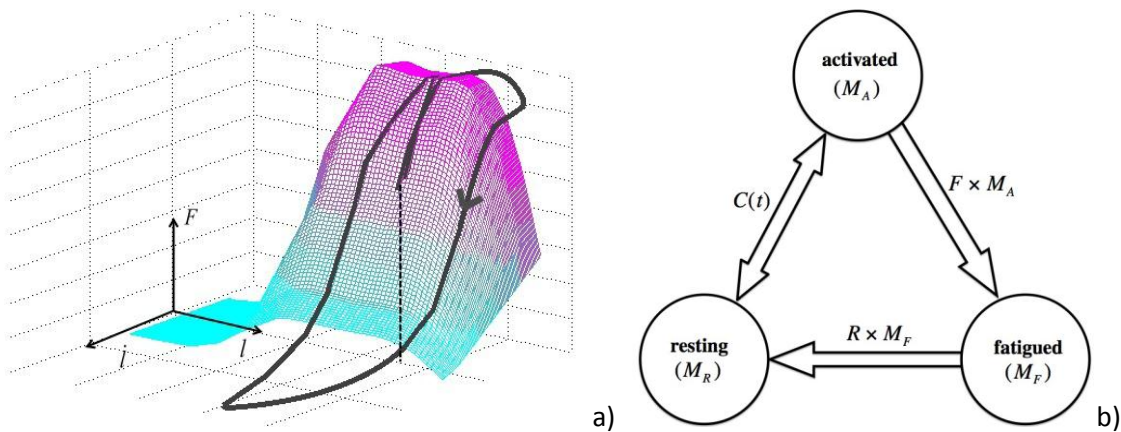 F
l
l
a)
activated
(M_A)
C(t)
F × M_A
resting
(M_R)
R × M_F
fatigued
(M_F)
b)